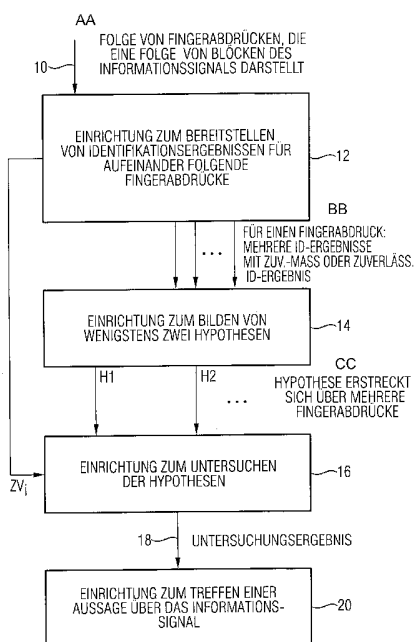 AA
FOLGE VON FINGERABDRÜCKEN, DIE
EINE FOLGE VON BLÖCKEN DES
INFORMATIONSSIGNALS DARSTELLT
10
EINRICHTUNG ZUM BEREITSTELLEN
VON IDENTIFIKATIONSERGEBNISSEN FÜR
AUFEINANDER FOLGENDE
FINGERABDRÜCKE
12
BB
FÜR EINEN FINGERABDRUCK:
MEHRERE ID-ERGEBNISSE
MIT ZUV.-MASS ODER ZUVERLÄSS.
ID-ERGEBNIS
...
EINRICHTUNG ZUM BILDEN VON
WENIGSTENS ZWEI HYPOTHESEN
14
H1
H2
...
CC
HYPOTHESE ERSTRECKT
SICH ÜBER MEHRERE
FINGERABDRÜCKE
EINRICHTUNG ZUM UNTERSUCHEN
DER HYPOTHESEN
16
ZVi
18
UNTERSUCHUNGSERGEBNIS
EINRICHTUNG ZUM TREFFEN EINER
AUSSAGE ÜBER DAS INFORMATIONS-
SIGNAL
20